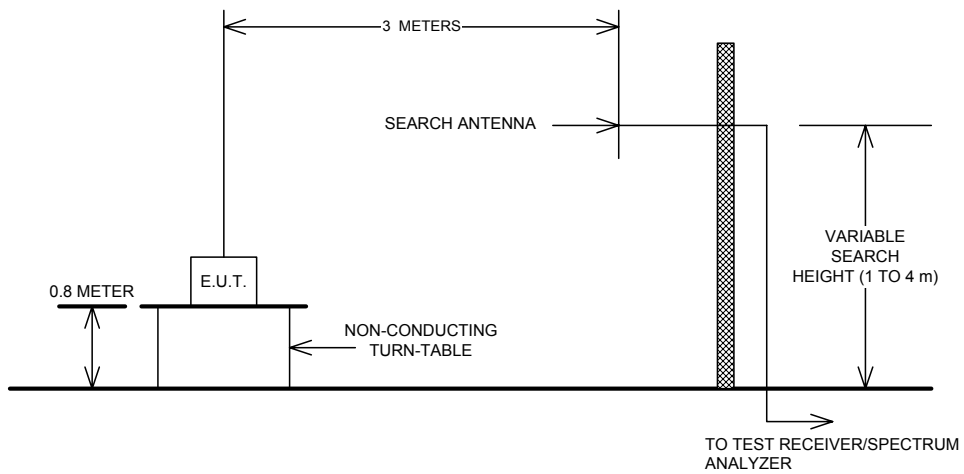 3 METERS
SEARCH ANTENNA
VARIABLE
SEARCH
HEIGHT (1 TO 4 m)
E.U.T.
0.8 METER
NON-CONDUCTING
TURN-TABLE
TO TEST RECEIVER/SPECTRUM
ANALYZER